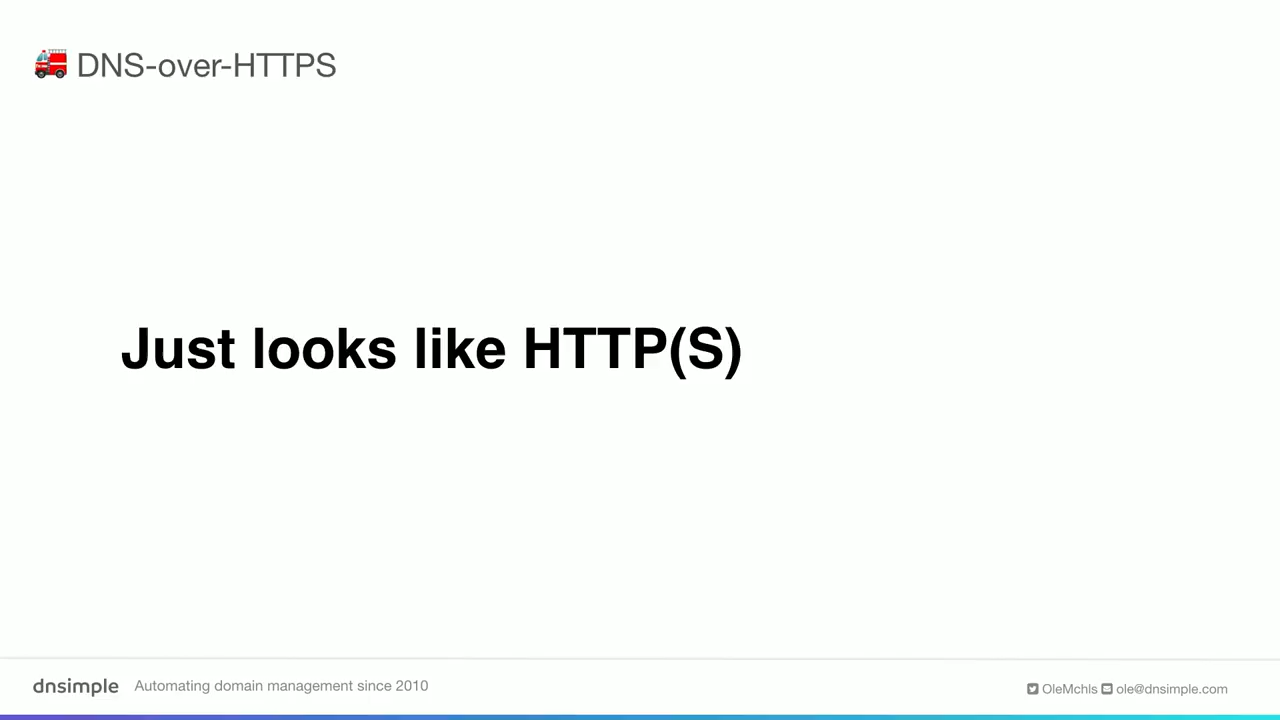 🚒 DNS-over-HTTPS
Just looks like HTTP(S)
dnsimple Automating domain management since 2010
OleMchls ole@dnsimple.com